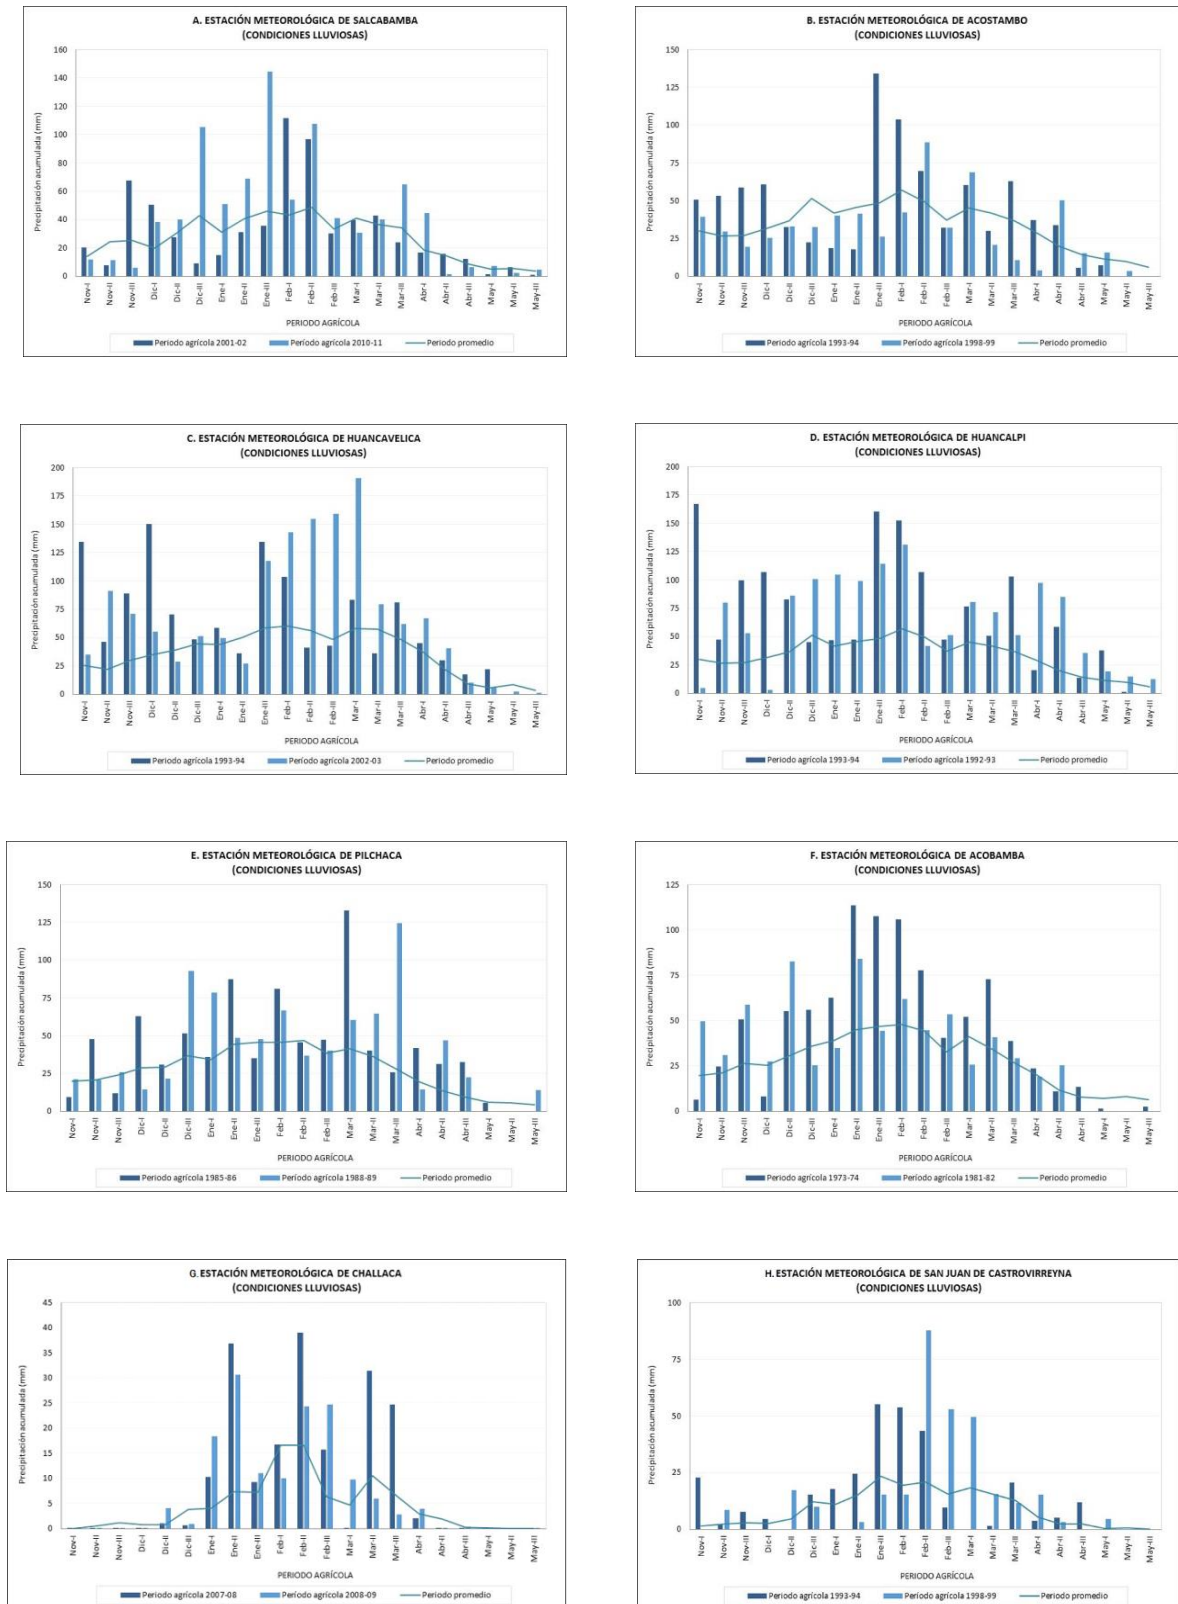 A. ESTACIÓN METEOROLÓGICA DE SALCABAMBA
(CONDICIONES LLUVIOSAS)
160
140
120
100
80
60
40
20
0
Precipitación acumulada (mm)
Nov-I Nov-II Nov-III Dic-I Dic-II Dic-III Ene-I Ene-II Ene-III Feb-I Feb-II Feb-III Mar-I Mar-II Mar-III Abr-I Abr-II Abr-III May-I May-II May-III
PERIODO AGRÍCOLA
Periodo agrícola 2001-02 Período agrícola 2010-11 Periodo promedio
B. ESTACIÓN METEOROLÓGICA DE ACOSTAMBO
(CONDICIONES LLUVIOSAS)
150
125
100
75
50
25
0
Precipitación acumulada (mm)
Nov-I Nov-II Nov-III Dic-I Dic-II Dic-III Ene-I Ene-II Ene-III Feb-I Feb-II Feb-III Mar-I Mar-II Mar-III Abr-I Abr-II Abr-III May-I May-II May-III
PERIODO AGRÍCOLA
Periodo agrícola 1993-94 Período agrícola 1998-99 Periodo promedio
C. ESTACIÓN METEOROLÓGICA DE HUANCAVELICA
(CONDICIONES LLUVIOSAS)
200
175
150
125
100
75
50
25
0
Precipitación acumulada (mm)
Nov-I Nov-II Nov-III Dic-I Dic-II Dic-III Ene-I Ene-II Ene-III Feb-I Feb-II Feb-III Mar-I Mar-II Mar-III Abr-I Abr-II Abr-III May-I May-II May-III
PERIODO AGRÍCOLA
Periodo agrícola 1993-94 Período agrícola 2002-03 Periodo promedio
D. ESTACIÓN METEOROLÓGICA DE HUANCALPI
(CONDICIONES LLUVIOSAS)
200
175
150
125
100
75
50
25
0
Precipitación acumulada (mm)
Nov-I Nov-II Nov-III Dic-I Dic-II Dic-III Ene-I Ene-II Ene-III Feb-I Feb-II Feb-III Mar-I Mar-II Mar-III Abr-I Abr-II Abr-III May-I May-II May-III
PERIODO AGRÍCOLA
Periodo agrícola 1993-94 Período agrícola 1992-93 Periodo promedio
E. ESTACIÓN METEOROLÓGICA DE PILCHACA
(CONDICIONES LLUVIOSAS)
150
125
100
75
50
25
0
Precipitación acumulada (mm)
Nov-I Nov-II Nov-III Dic-I Dic-II Dic-III Ene-I Ene-II Ene-III Feb-I Feb-II Feb-III Mar-I Mar-II Mar-III Abr-I Abr-II Abr-III May-I May-II May-III
PERIODO AGRÍCOLA
Periodo agrícola 1985-86 Período agrícola 1988-89 Periodo promedio
F. ESTACIÓN METEOROLÓGICA DE ACOBAMBA
(CONDICIONES LLUVIOSAS)
125
100
75
50
25
0
Precipitación acumulada (mm)
Nov-I Nov-II Nov-III Dic-I Dic-II Dic-III Ene-I Ene-II Ene-III Feb-I Feb-II Feb-III Mar-I Mar-II Mar-III Abr-I Abr-II Abr-III May-I May-II May-III
PERIODO AGRÍCOLA
Periodo agrícola 1973-74 Período agrícola 1981-82 Periodo promedio
G. ESTACIÓN METEOROLÓGICA DE CHALLACA
(CONDICIONES LLUVIOSAS)
45
40
35
30
25
20
15
10
5
0
Precipitación acumulada (mm)
Nov-I Nov-II Nov-III Dic-I Dic-II Dic-III Ene-I Ene-II Ene-III Feb-I Feb-II Feb-III Mar-I Mar-II Mar-III Abr-I Abr-II Abr-III May-I May-II May-III
PERIODO AGRÍCOLA
Periodo agrícola 2007-08 Período agrícola 2008-09 Periodo promedio
H. ESTACIÓN METEOROLÓGICA DE SAN JUAN DE CASTROVIRREYNA
(CONDICIONES LLUVIOSAS)
100
75
50
25
0
Precipitación acumulada (mm)
Nov-I Nov-II Nov-III Dic-I Dic-II Dic-III Ene-I Ene-II Ene-III Feb-I Feb-II Feb-III Mar-I Mar-II Mar-III Abr-I Abr-II Abr-III May-I May-II May-III
PERIODO AGRÍCOLA
Periodo agrícola 1993-94 Período agrícola 1998-99 Periodo promedio